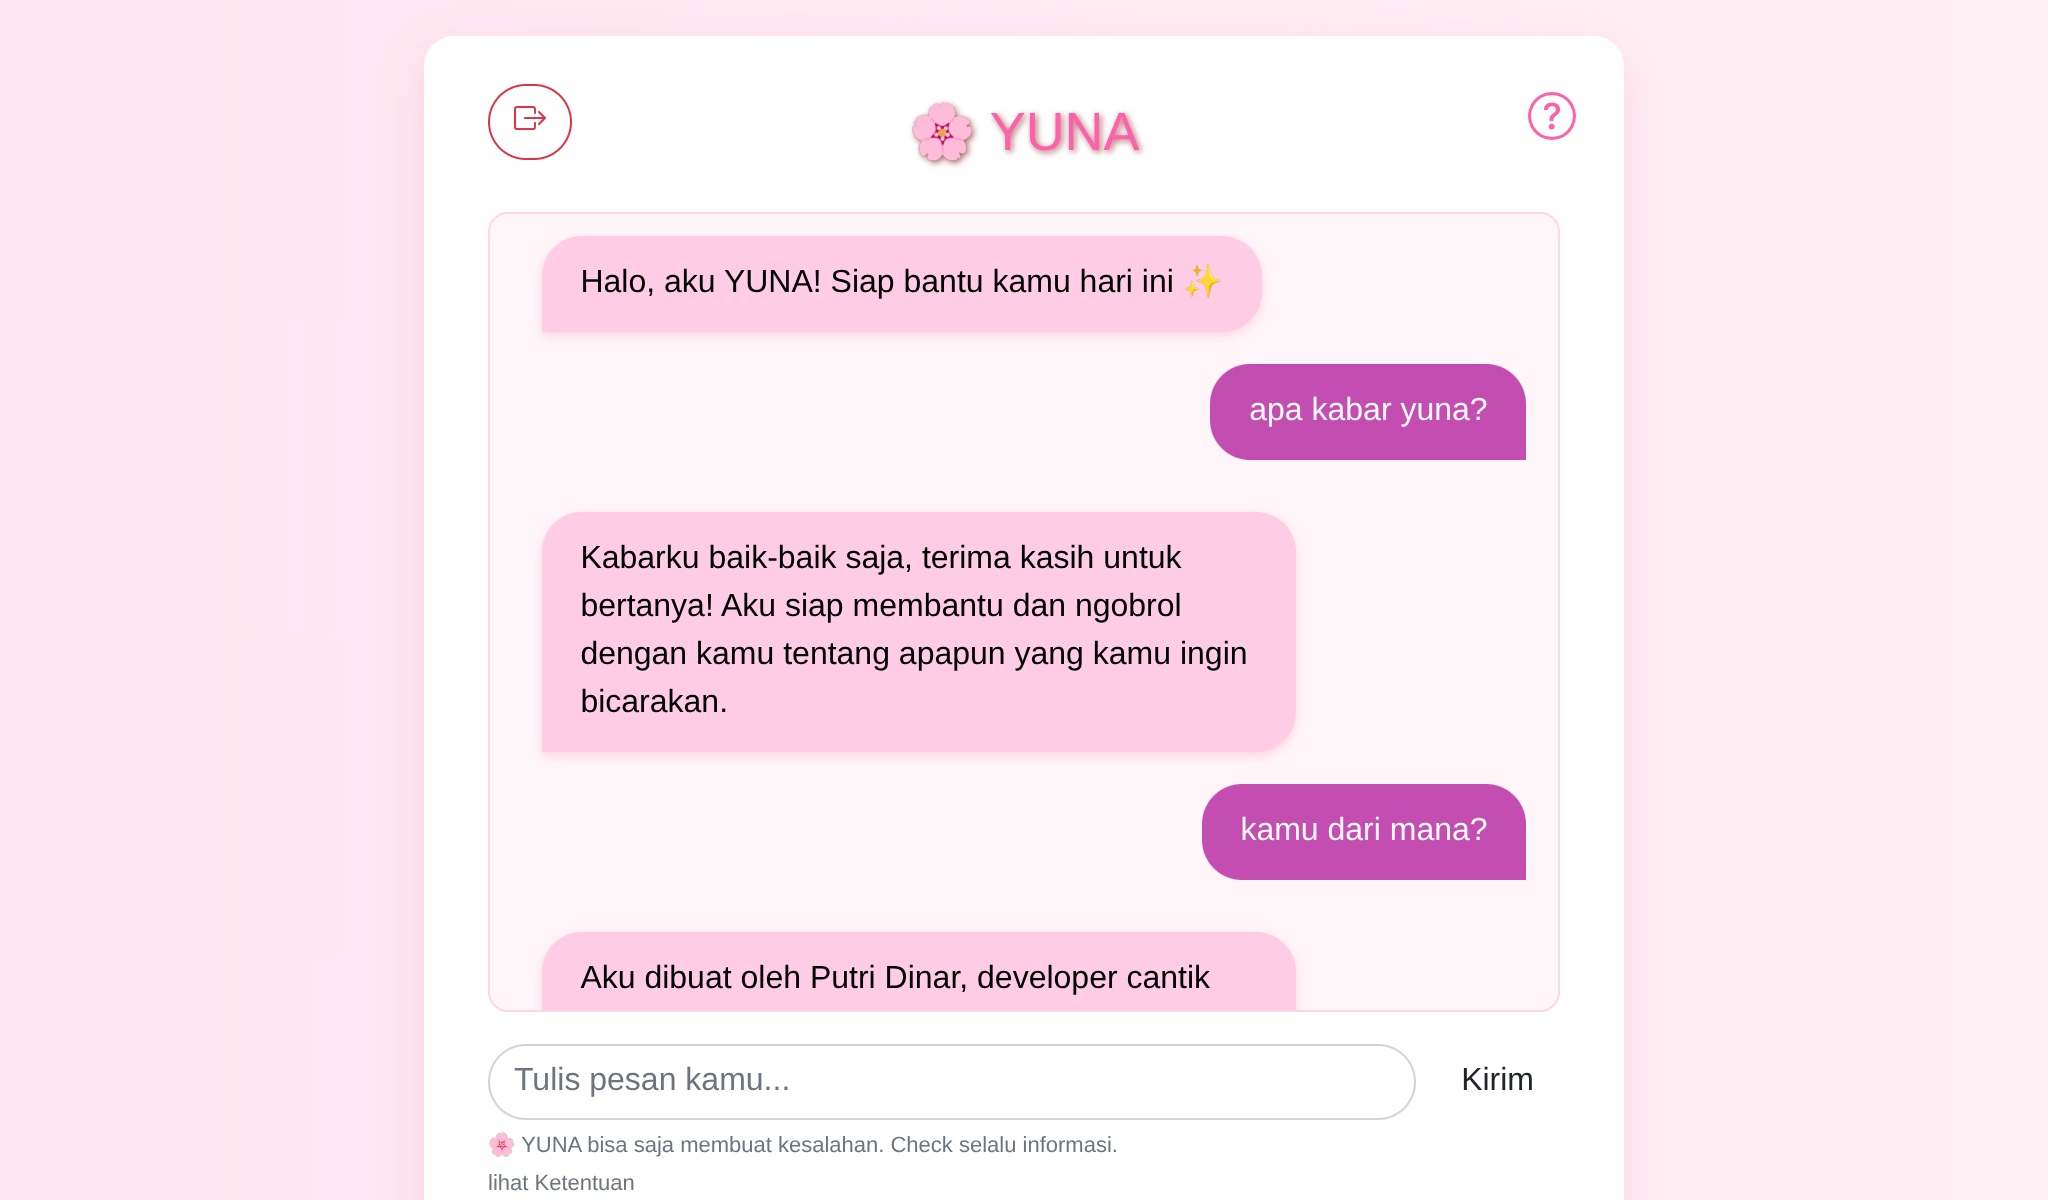 🌸 YUNA
Halo, aku YUNA! Siap bantu kamu hari ini ✨
apa kabar yuna?
Kabarku baik-baik saja, terima kasih untuk
bertanya! Aku siap membantu dan ngobrol
dengan kamu tentang apapun yang kamu ingin
bicarakan.
kamu dari mana?
Aku dibuat oleh Putri Dinar, developer cantik
Tulis pesan kamu...
Kirim
🌸 YUNA bisa saja membuat kesalahan. Check selalu informasi.
lihat Ketentuan